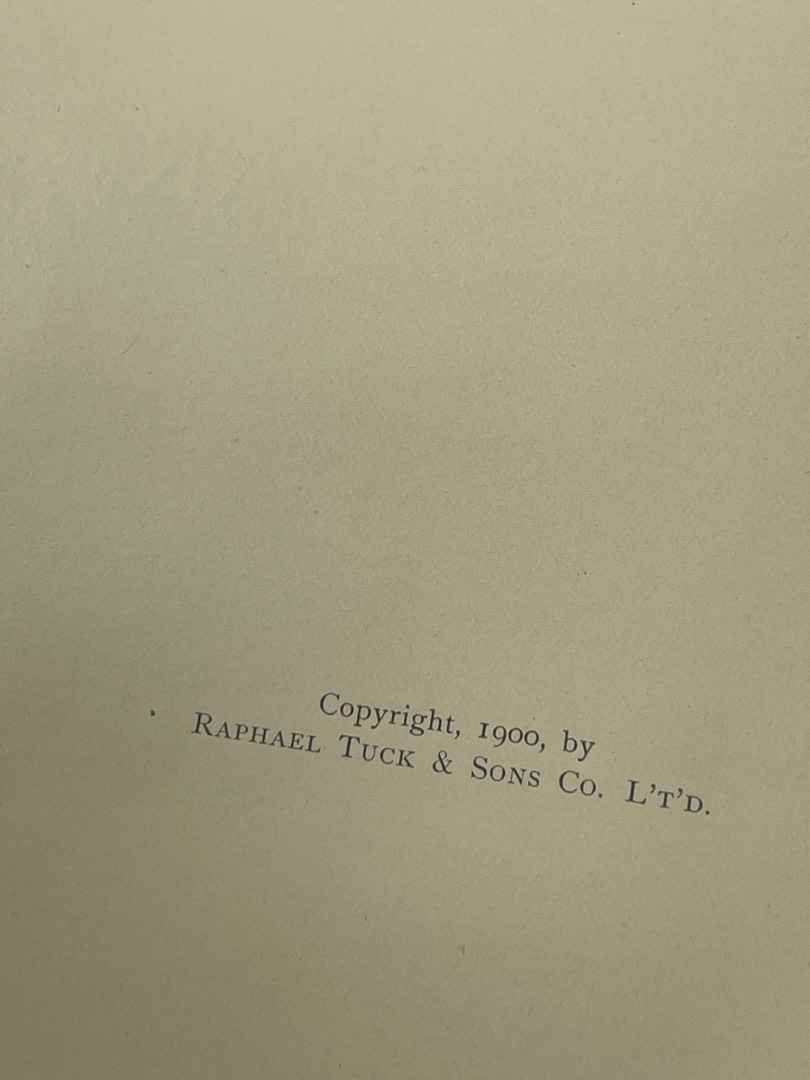 Copyright, 1900, by
Raphael Tuck & Sons Co. L't'd.